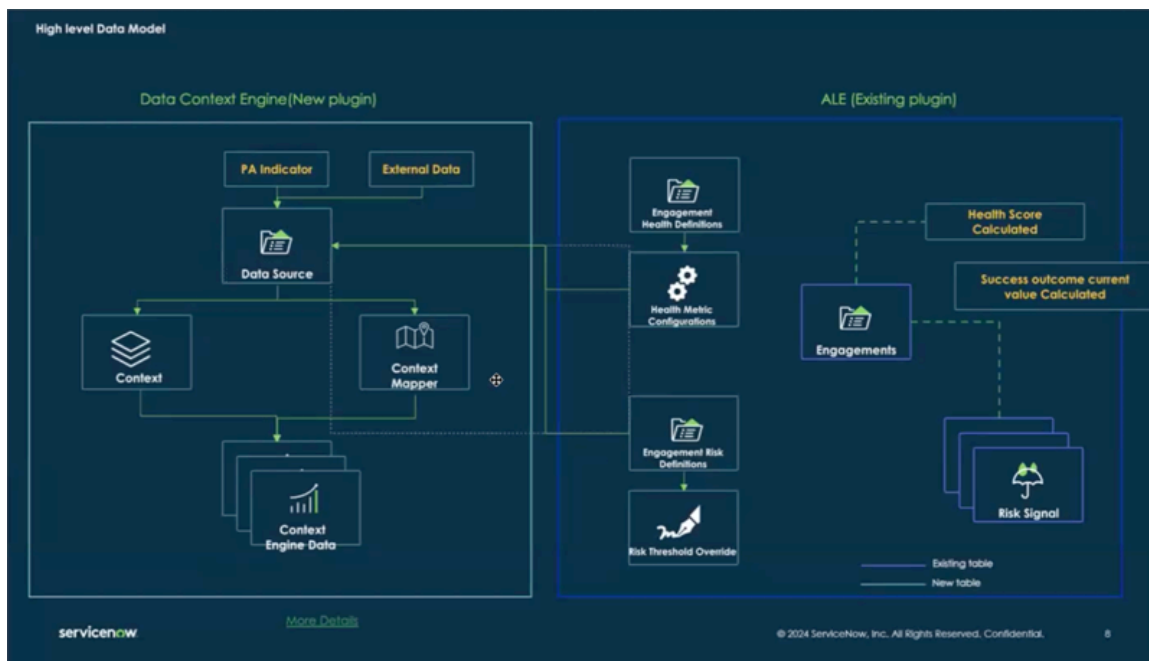 High level Data Model
Data Context Engine(New plugin)
ALE (Existing plugin)
PA Indicator
External Data
Data Source
Context
Context
Mapper
Context
Engine Data
Engagement
Health Definitions
Health Metric
Configurations
Engagement Risk
Definitions
Risk Threshold Override
Health Score
Calculated
Success outcome current
value Calculated
Engagements
Risk Signal
Existing table
New table
More Details
servicenow
© 2024 ServiceNow, Inc. All Rights Reserved. Confidential.
8